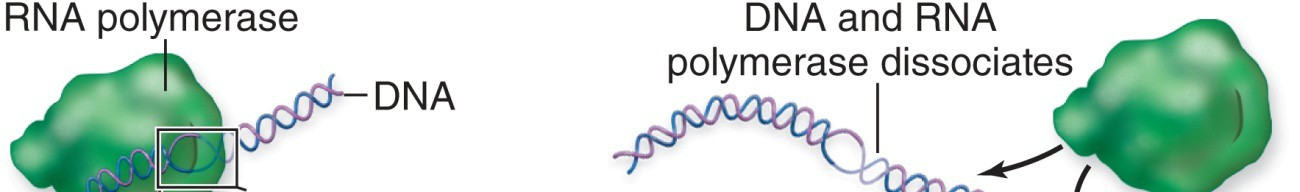 RNA polymerase
DNA
DNA and RNA
polymerase dissociates